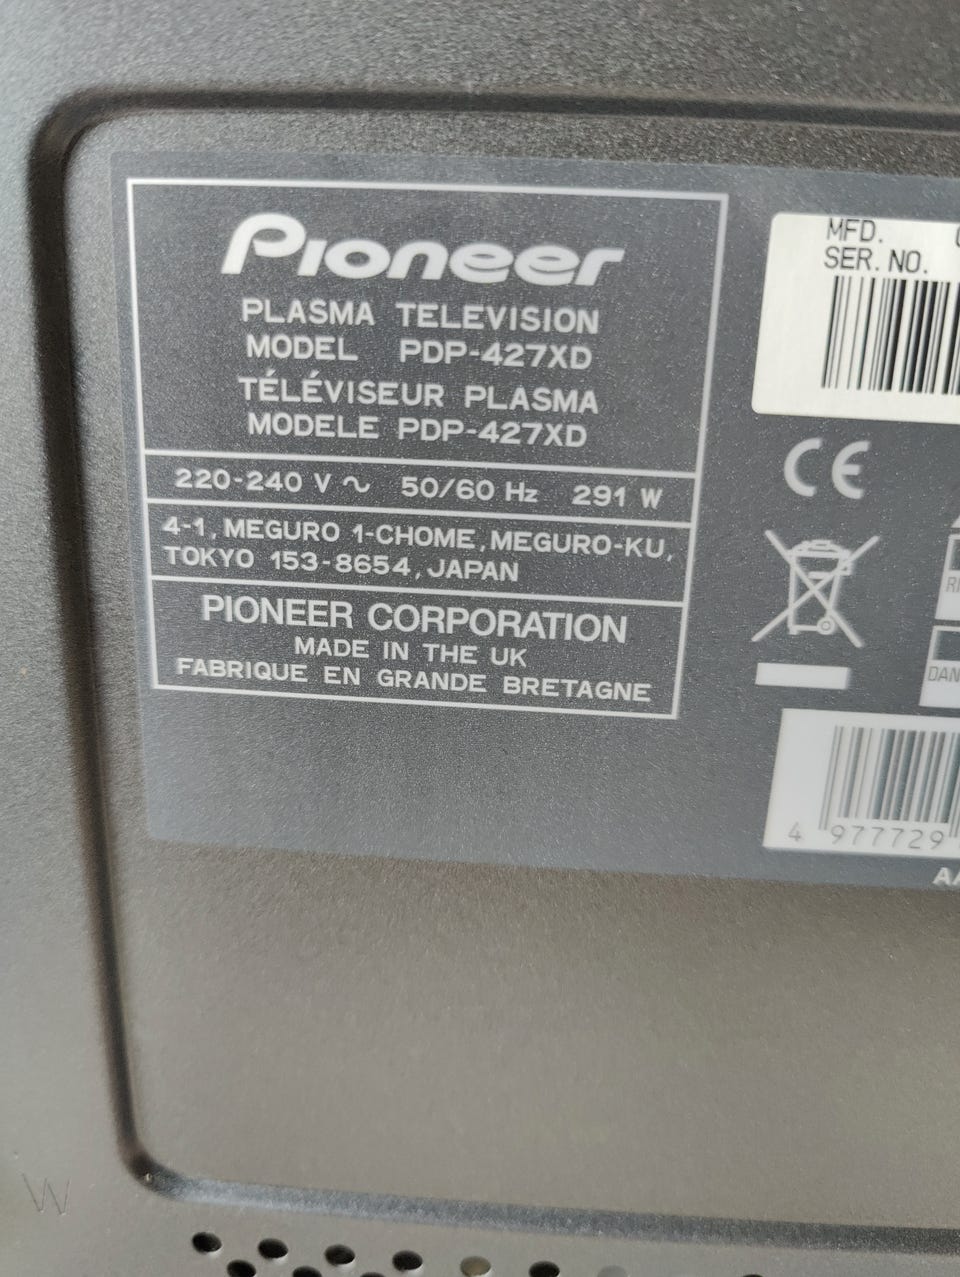 Pioneer
PLASMA TELEVISION
MODEL PDP-427XD
TÉLÉVISEUR PLASMA
MODELE PDP-427XD
220-240 V ~ 50/60 Hz 291 W
4-1, MEGURO 1-CHOME, MEGURO-KU,
TOKYO 153-8654, JAPAN
PIONEER CORPORATION
MADE IN THE UK
FABRIQUE EN GRANDE BRETAGNE
MFD.
SER. NO.
CE
4 977729
W